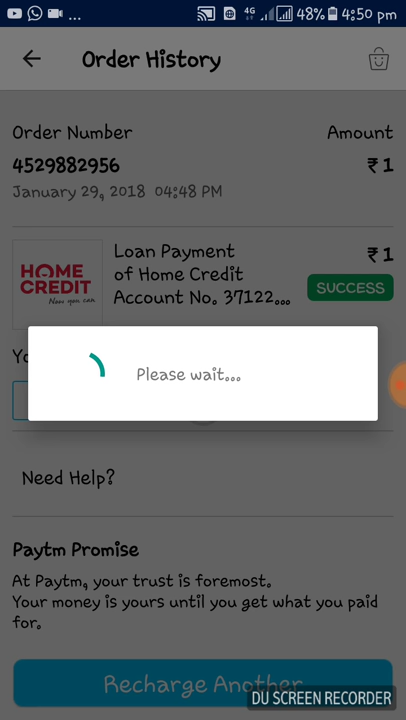 ... 4G 48% 4:50 pm
Order History
Order Number Amount
4529882956 ₹ 1
January 29, 2018 04:48 PM
HOME CREDIT
Now you can
Loan Payment
of Home Credit
Account No. 37122...
₹ 1
SUCCESS
Yo
Please wait...
Need Help?
Paytm Promise
At Paytm, your trust is foremost.
Your money is yours until you get what you paid
for.
Recharge Another
DU SCREEN RECORDER